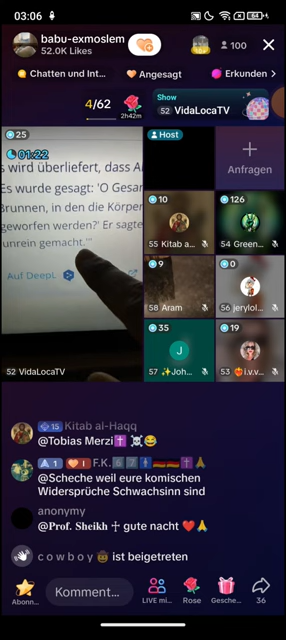 03:06
64
babu-exmoslem
52.0K Likes
100
Chatten und Int...
Angesagt
Erkunden
4/62
2h42m
Show
52 VidaLocaTV
25
01:22
s wird überliefert, dass A
Es wurde gesagt: 'O Gesan
Brunnen, in den die Körpe
geworfen werden?' Er sagte
unrein gemacht.'"
Auf DeepL
52 VidaLocaTV
Host
Anfragen
10
55 Kitab a...
126
54 Green...
9
58 Aram
0
56 jerylol...
35
J
57 ✨Joh...
19
53 ❤️‍🔥i.v.v...
15 Kitab al-Haqq
@Tobias Merzi✝️ ☠️😂
1 I F.K. 6️⃣7️⃣🚹🇩🇪🇩🇪✝️🙏
@Scheche weil eure komischen
Widersprüche Schwachsinn sind
anonymy
@𝐏𝐫𝐨𝐟. 𝐒𝐡𝐞𝐢𝐤𝐡 ♱ gute nacht ❤️🙏
c o w b o y 🤠 ist beigetreten
Kommentar...
Abonn...
LIVE mi...
Rose
Gesche...
36